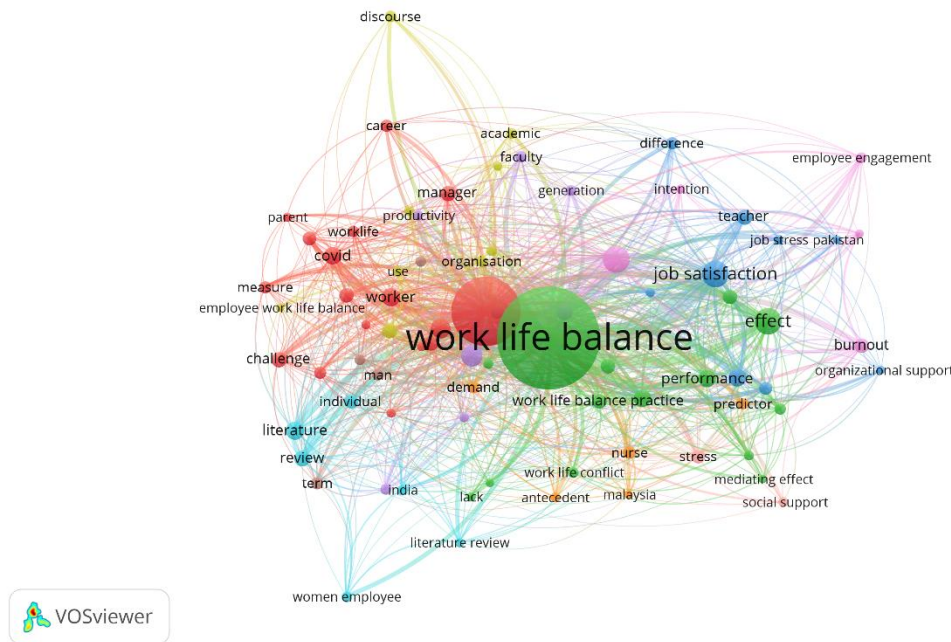 discourse
career
academic
faculty
difference
employee engagement
manager
generation
intention
parent
productivity
teacher
worklife
covid
organisation
job stress
pakistan
use
job satisfaction
measure
worker
employee work life balance
effect
work life balance
burnout
challenge
man
demand
performance
organizational support
individual
work life balance practice
predictor
literature
review
nurse
stress
term
india
lack
work life conflict
antecedent
malaysia
mediating effect
social support
literature review
women employee
VOSviewer